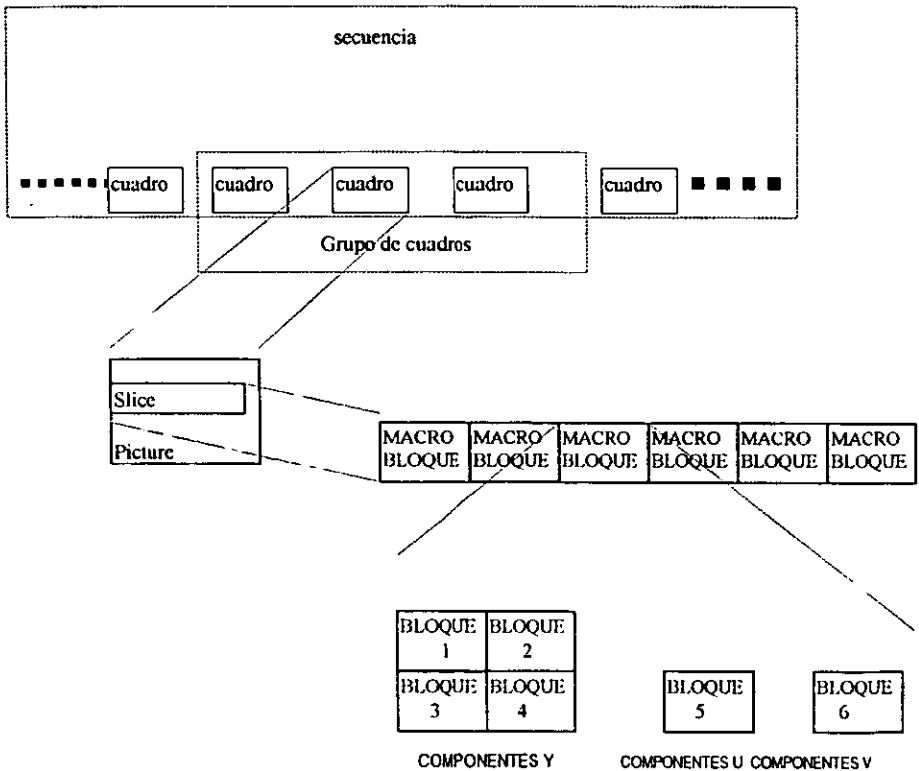 secuencia
cuadro cuadro cuadro cuadro cuadro
Grupo de cuadros
Slice
Picture
MACRO MACRO MACRO MACRO MACRO MACRO
BLOQUE BLOQUE BLOQUE BLOQUE BLOQUE BLOQUE
BLOQUE BLOQUE
1 2
BLOQUE BLOQUE BLOQUE BLOQUE
3 4 5 6
COMPONENTES Y COMPONENTES U COMPONENTES V